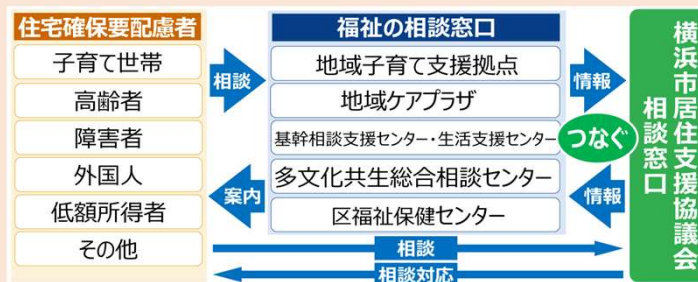 住宅確保要配慮者
子育て世帯
高齢者
障害者
外国人
低額所得者
その他
相談
案内
福祉の相談窓口
地域子育て支援拠点
地域ケアプラザ
基幹相談支援センター・生活支援センター
多文化共生総合相談センター
区福祉保健センター
情報
つなぐ
情報
相談
相談対応
横浜市居住支援協議会
相談窓口